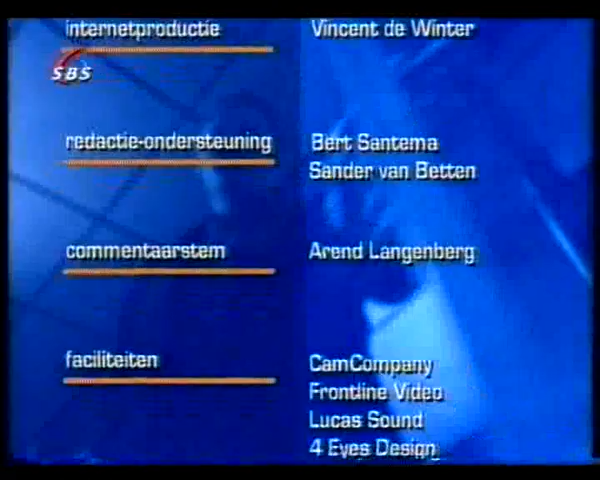 internetproductie Vincent de Winter
SBS
redactie-ondersteuning Bert Santema
Sander van Betten
commentaarstem Arend Langenberg
faciliteiten CamCompany
Frontline Video
Lucas Sound
4 Eyes Design